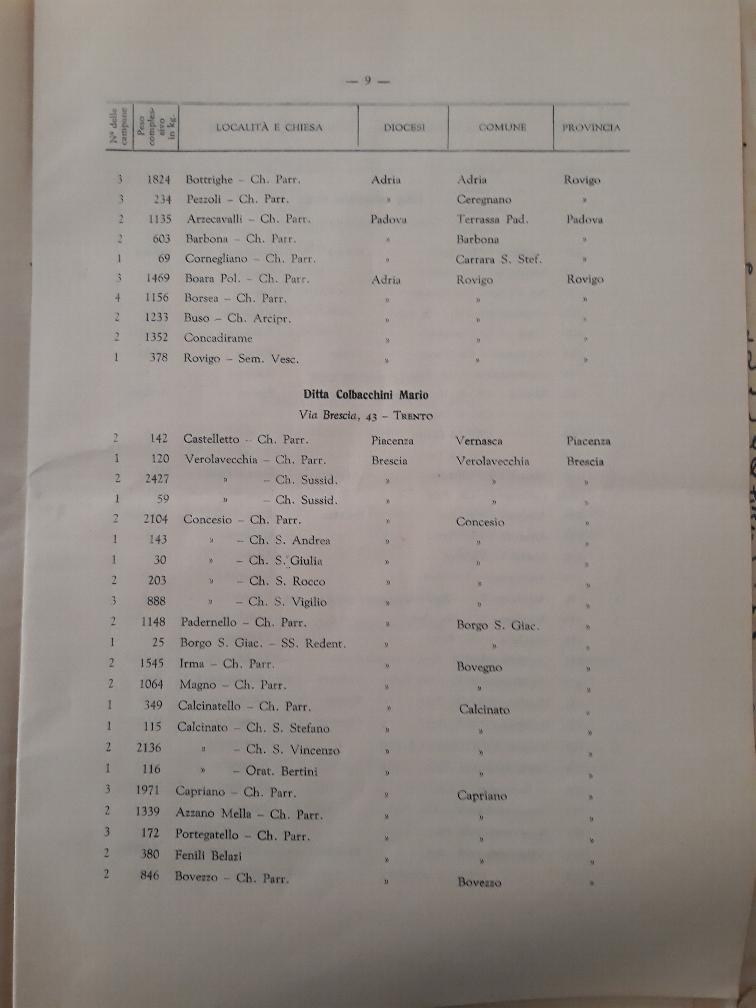 — 9 —
Nº delle campane Peso complessivo in kg. LOCALITÀ E CHIESA DIOCESI COMUNE PROVINCIA
3 1824 Bottrighe – Ch. Parr. Adria Adria Rovigo
3 234 Pezzoli – Ch. Parr. » Ceregnano »
2 1135 Arzecavalli – Ch. Parr. Padova Terrassa Pad. Padova
2 603 Barbona – Ch. Parr. » Barbona »
1 69 Cornegliano – Ch. Parr. » Carrara S. Stef. »
3 1469 Boara Pol. – Ch. Parr. Adria Rovigo Rovigo
4 1156 Borsea – Ch. Parr. » » »
2 1233 Buso – Ch. Arcipr. » » »
2 1352 Concadirame » » »
1 378 Rovigo – Sem. Vesc. » » »
Ditta Colbacchini Mario
Via Brescia, 43 – TRENTO
2 142 Castelletto – Ch. Parr. Piacenza Vernasca Piacenza
1 120 Verolavecchia – Ch. Parr. Brescia Verolavecchia Brescia
2 2427 » – Ch. Sussid. » » »
1 59 » – Ch. Sussid. » » »
2 2104 Concesio – Ch. Parr. » Concesio »
1 143 » – Ch. S. Andrea » » »
1 30 » – Ch. S. Giulia » » »
2 203 » – Ch. S. Rocco » » »
3 888 » – Ch. S. Vigilio » » »
2 1148 Padernello – Ch. Parr. » Borgo S. Giac. »
1 25 Borgo S. Giac. – SS. Redent. » » »
2 1545 Irma – Ch. Parr. » Bovegno »
2 1064 Magno – Ch. Parr. » » »
1 349 Calcinatello – Ch. Parr. » Calcinato »
1 115 Calcinato – Ch. S. Stefano » » »
2 2136 » – Ch. S. Vincenzo » » »
1 116 » – Orat. Bertini » » »
3 1971 Capriano – Ch. Parr. » Capriano »
2 1339 Azzano Mella – Ch. Parr. » » »
3 172 Portegatello – Ch. Parr. » » »
2 380 Fenili Belazi » » »
2 846 Bovezzo – Ch. Parr. » Bovezzo »